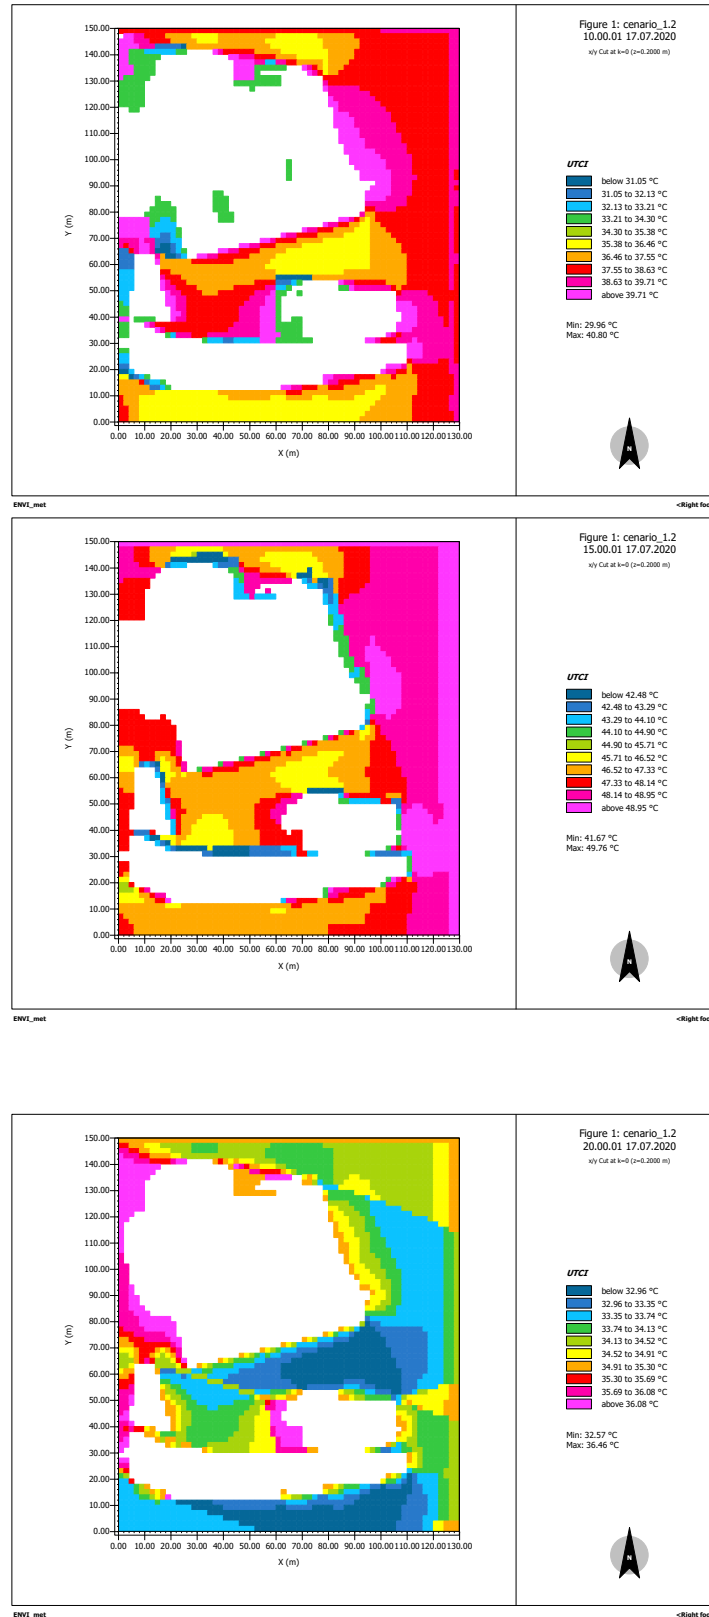 Figure 1: cenario_1.2
10.00.01 17.07.2020
x/y Cut at k=0 (z=0.2000 m)
150.00
140.00
130.00
120.00
110.00
100.00
90.00
80.00
70.00
60.00
50.00
40.00
30.00
20.00
10.00
0.00
Y (m)
0.00 10.00 20.00 30.00 40.00 50.00 60.00 70.00 80.00 90.00 100.00 110.00 120.00 130.00
X (m)
UTCI
below 31.05 °C
31.05 to 32.13 °C
32.13 to 33.21 °C
33.21 to 34.30 °C
34.30 to 35.38 °C
35.38 to 36.46 °C
36.46 to 37.55 °C
37.55 to 38.63 °C
38.63 to 39.71 °C
above 39.71 °C
Min: 29.96 °C
Max: 40.80 °C
N
ENVI_met
<Right foo
Figure 1: cenario_1.2
15.00.01 17.07.2020
x/y Cut at k=0 (z=0.2000 m)
150.00
140.00
130.00
120.00
110.00
100.00
90.00
80.00
70.00
60.00
50.00
40.00
30.00
20.00
10.00
0.00
Y (m)
0.00 10.00 20.00 30.00 40.00 50.00 60.00 70.00 80.00 90.00 100.00 110.00 120.00 130.00
X (m)
UTCI
below 42.48 °C
42.48 to 43.29 °C
43.29 to 44.10 °C
44.10 to 44.90 °C
44.90 to 45.71 °C
45.71 to 46.52 °C
46.52 to 47.33 °C
47.33 to 48.14 °C
48.14 to 48.95 °C
above 48.95 °C
Min: 41.67 °C
Max: 49.76 °C
N
ENVI_met
<Right foo
Figure 1: cenario_1.2
20.00.01 17.07.2020
x/y Cut at k=0 (z=0.2000 m)
150.00
140.00
130.00
120.00
110.00
100.00
90.00
80.00
70.00
60.00
50.00
40.00
30.00
20.00
10.00
0.00
Y (m)
0.00 10.00 20.00 30.00 40.00 50.00 60.00 70.00 80.00 90.00 100.00 110.00 120.00 130.00
X (m)
UTCI
below 32.96 °C
32.96 to 33.35 °C
33.35 to 33.74 °C
33.74 to 34.13 °C
34.13 to 34.52 °C
34.52 to 34.91 °C
34.91 to 35.30 °C
35.30 to 35.69 °C
35.69 to 36.08 °C
above 36.08 °C
Min: 32.57 °C
Max: 36.46 °C
N
ENVI_met
<Right foo